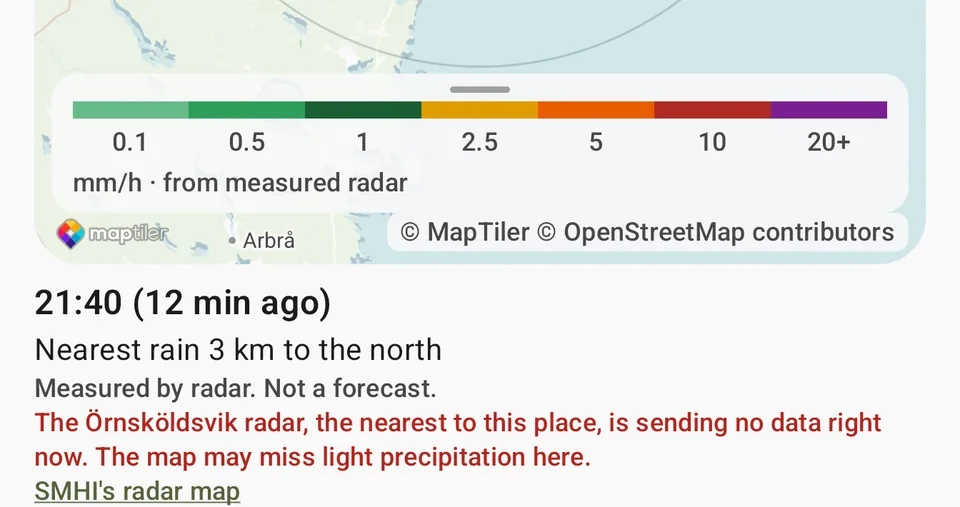 0.1 0.5 1 2.5 5 10 20+
mm/h · from measured radar
maptiler
Arbrå
© MapTiler © OpenStreetMap contributors
21:40 (12 min ago)
Nearest rain 3 km to the north
Measured by radar. Not a forecast.
The Örnsköldsvik radar, the nearest to this place, is sending no data right
now. The map may miss light precipitation here.
SMHI's radar map